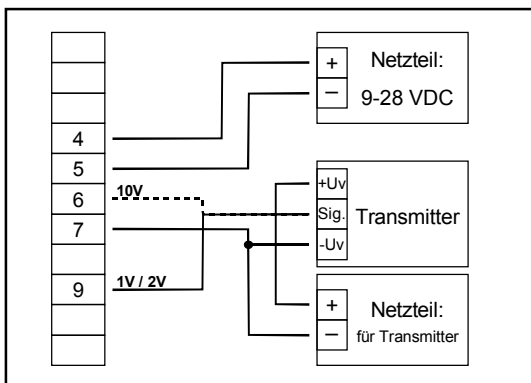 4
5
6
7
9
10V
1V / 2V
+
−
Netzteil:
9-28 VDC
+Uv
Sig.
-Uv
Transmitter
+
−
Netzteil:
für Transmitter